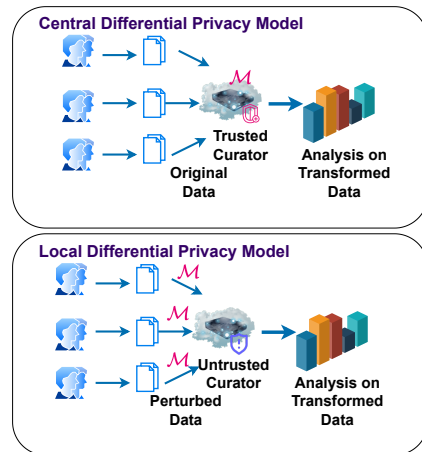 Central Differential Privacy Model
ℳ
Trusted
Curator
Original
Data
Analysis on
Transformed
Data
Local Differential Privacy Model
ℳ
ℳ
ℳ
Untrusted
Curator
Perturbed
Data
Analysis on
Transformed
Data